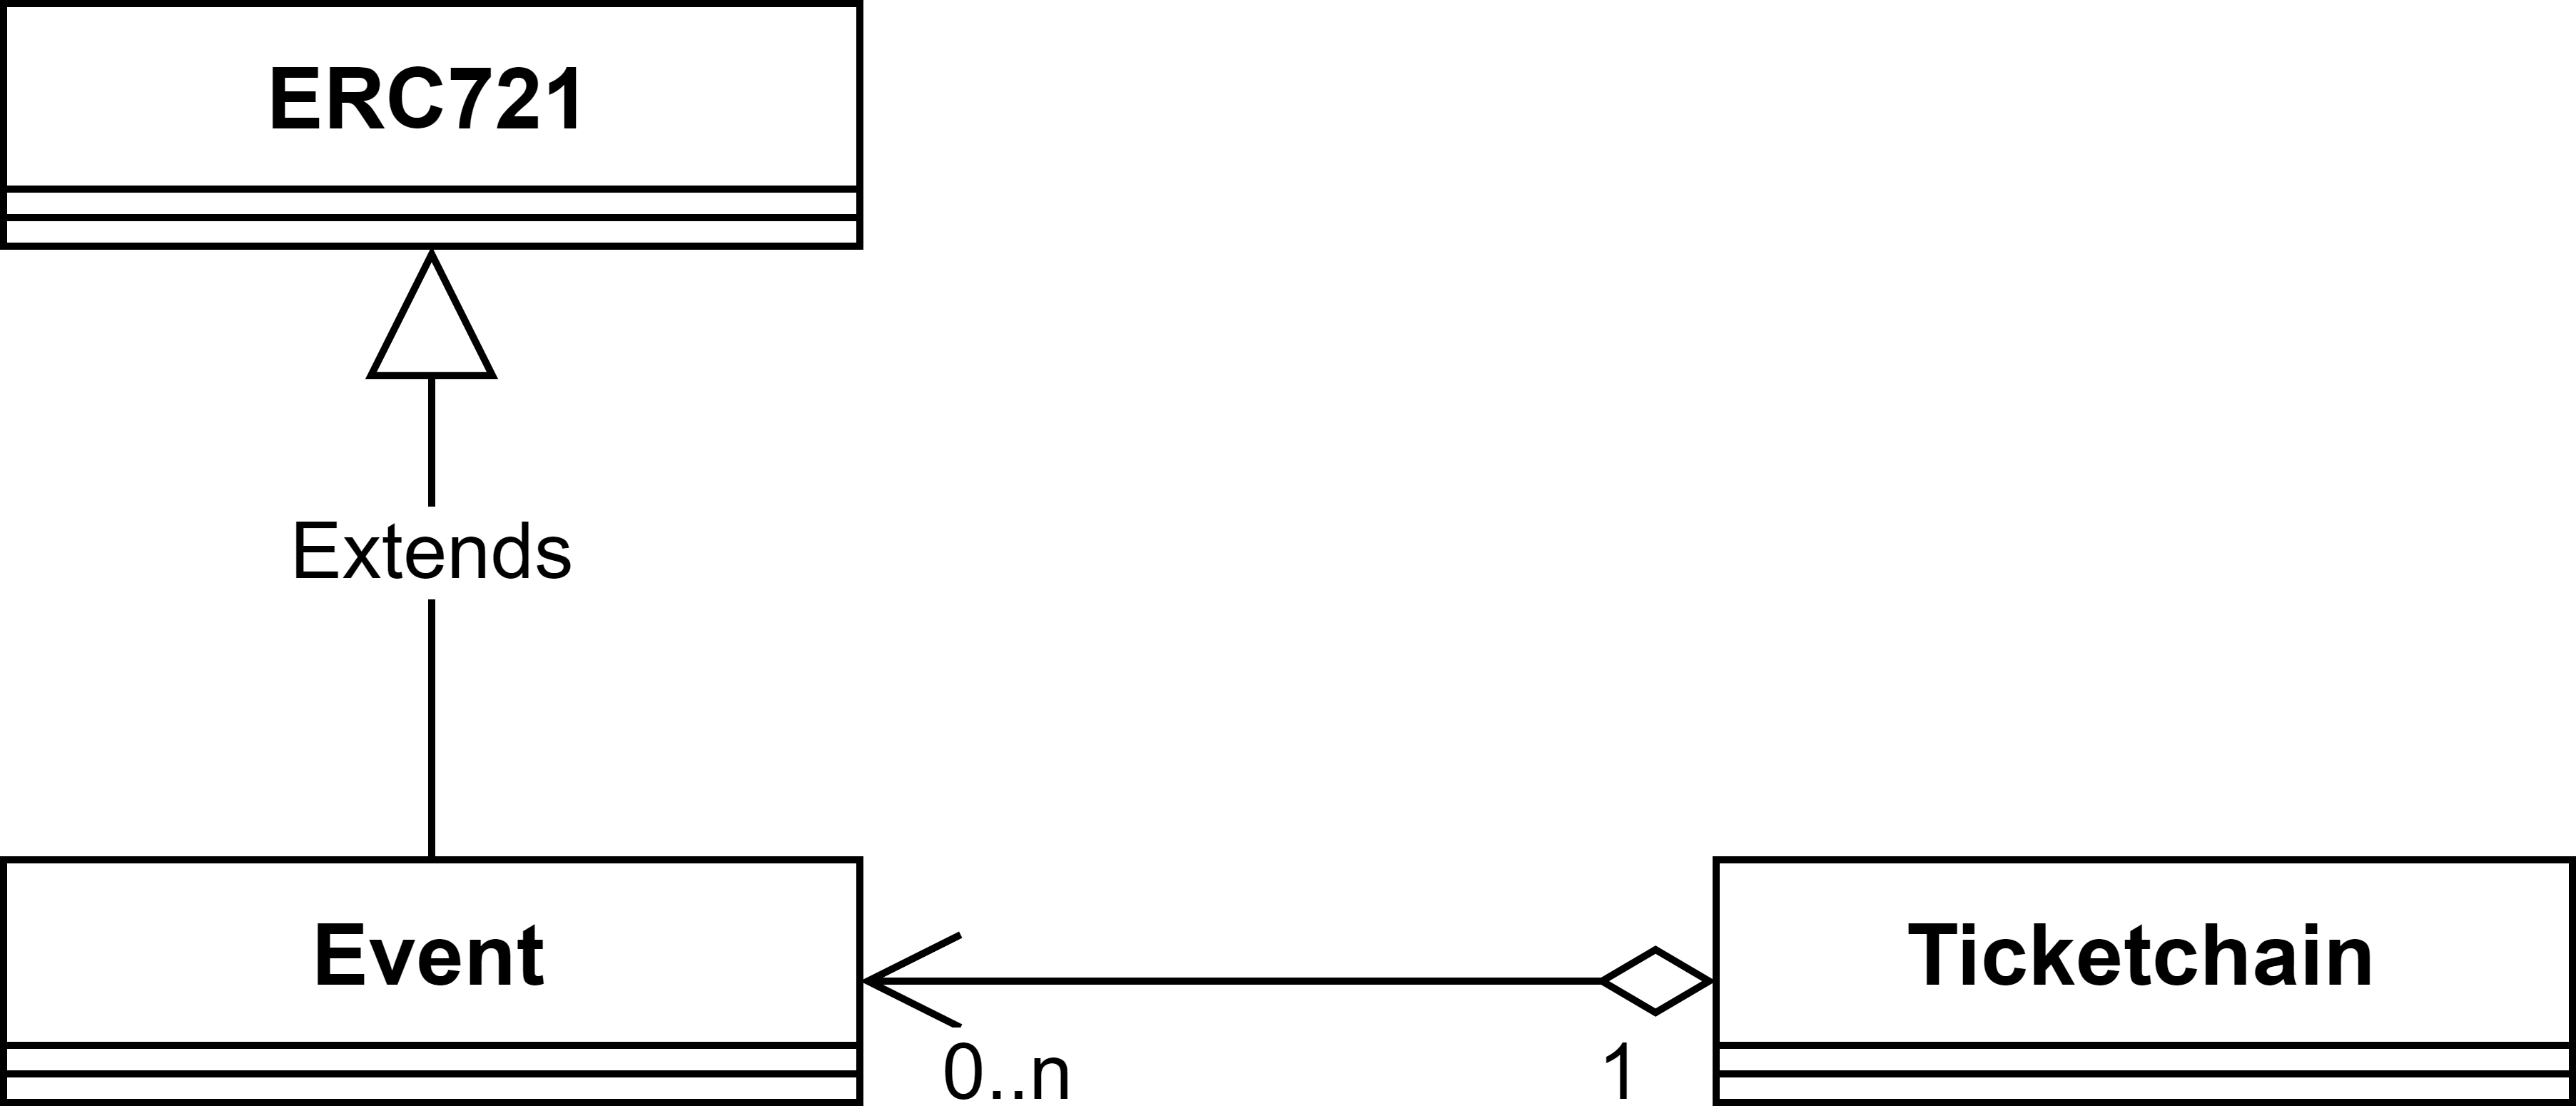 ERC721
Extends
Event
Ticketchain
0..n
1